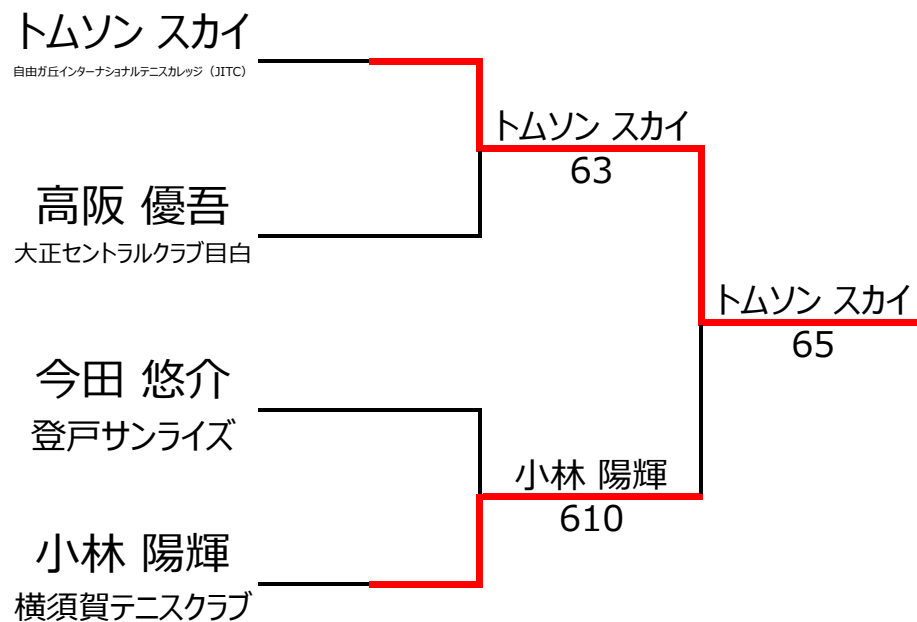 トムソン スカイ
自由ガ丘インターナショナルテニスカレッジ（JITC）
トムソン スカイ
63
高阪 優吾
大正セントラルクラブ目白
トムソン スカイ
65
今田 悠介
登戸サンライズ
小林 陽輝
610
小林 陽輝
横須賀テニスクラブ